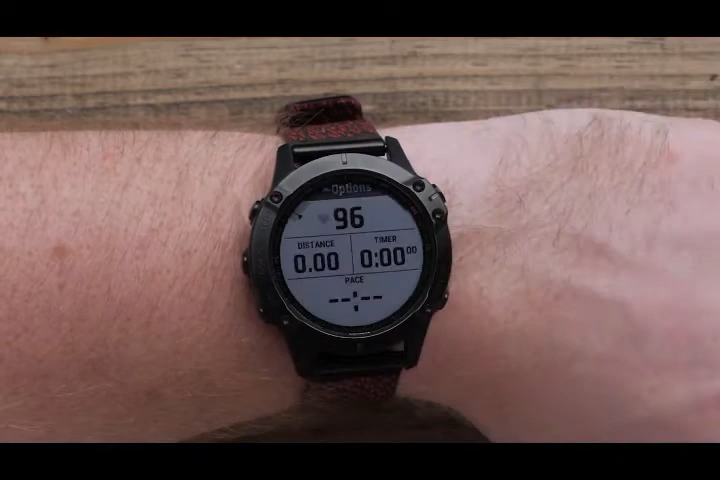 Options
96
DISTANCE
TIMER
0.00
0:00 00
PACE
--:--